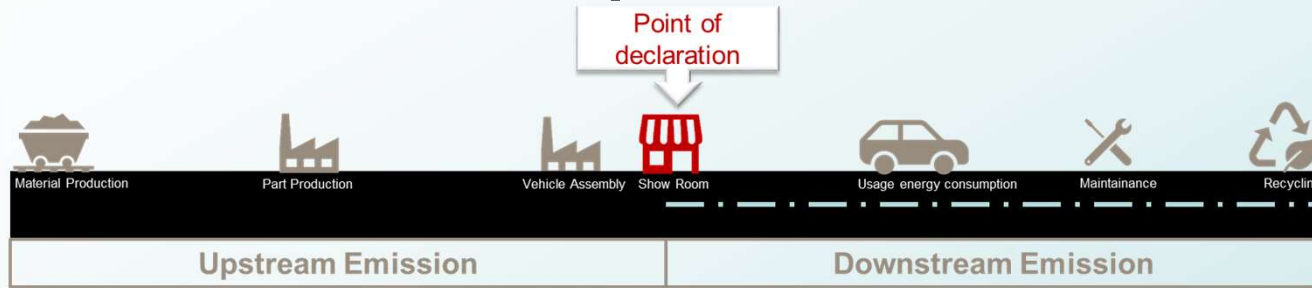 Point of
declaration
Material Production
Part Production
Vehicle Assembly
Show Room
Usage energy consumption
Maintainance
Recyclin
Upstream Emission
Downstream Emission